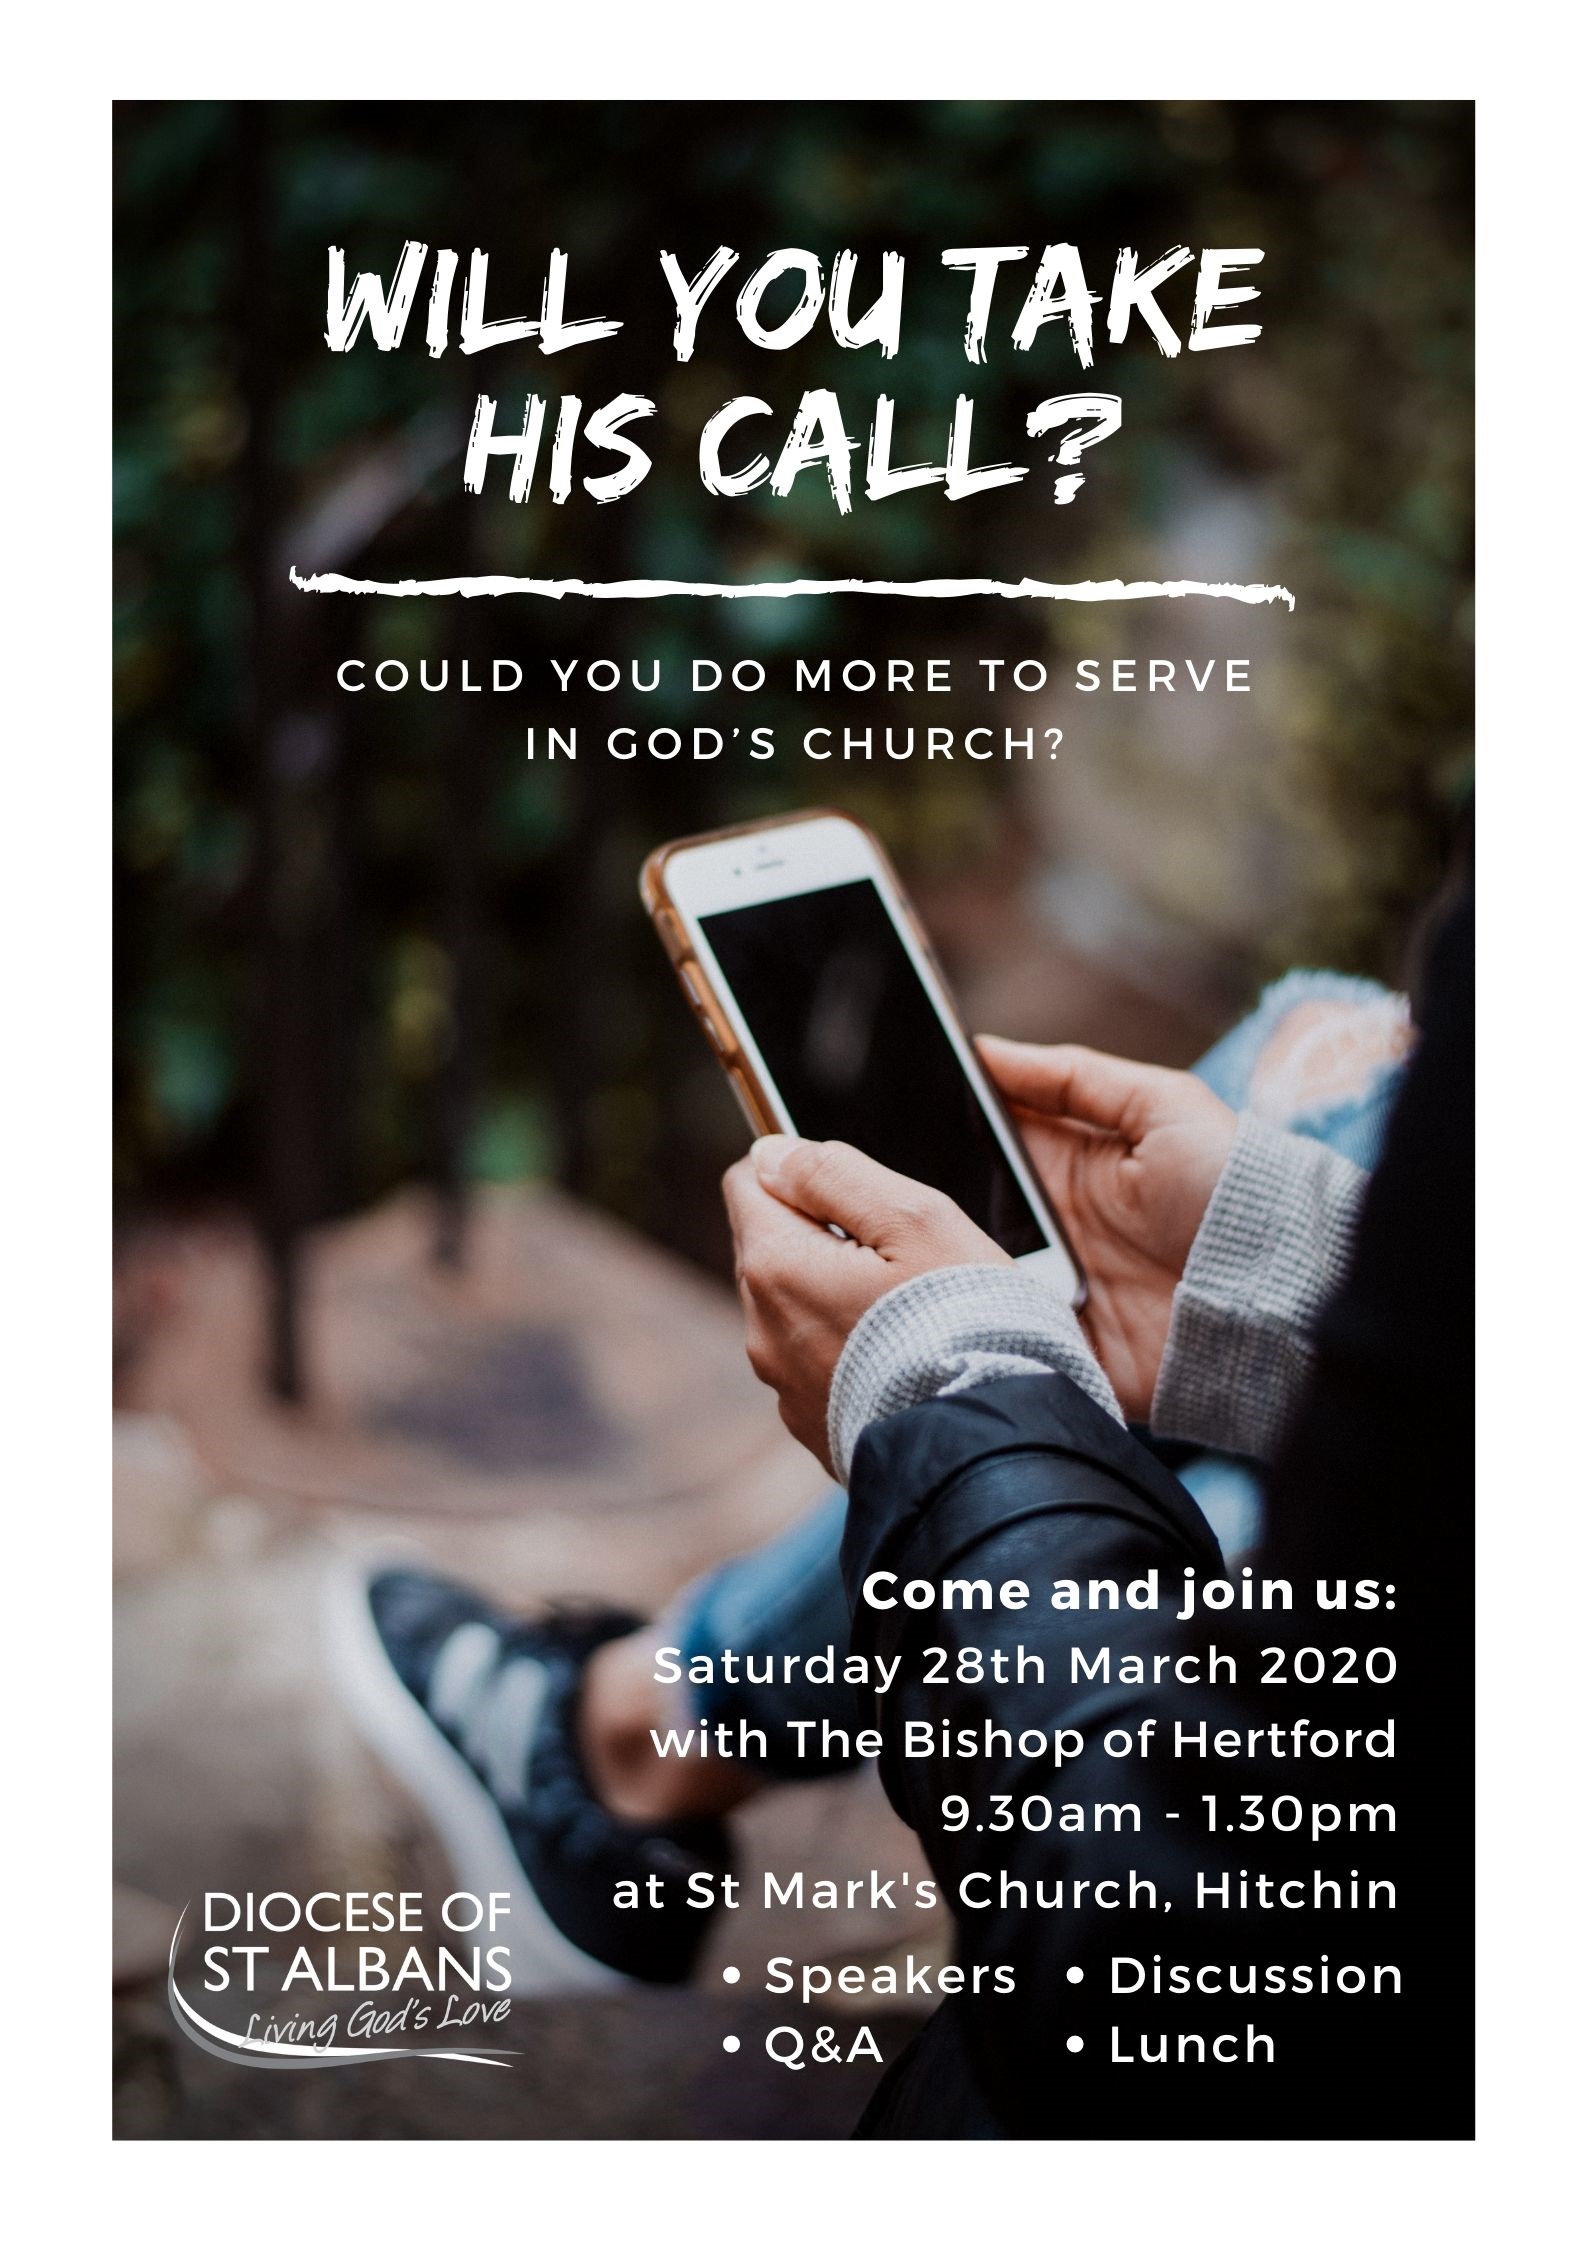 WILL YOU TAKE
HIS CALL?
COULD YOU DO MORE TO SERVE
IN GOD’S CHURCH?
Come and join us:
Saturday 28th March 2020
with The Bishop of Hertford
9.30am - 1.30pm
at St Mark's Church, Hitchin
• Speakers • Discussion
• Q&A • Lunch
DIOCESE OF
ST ALBANS
Living God's Love